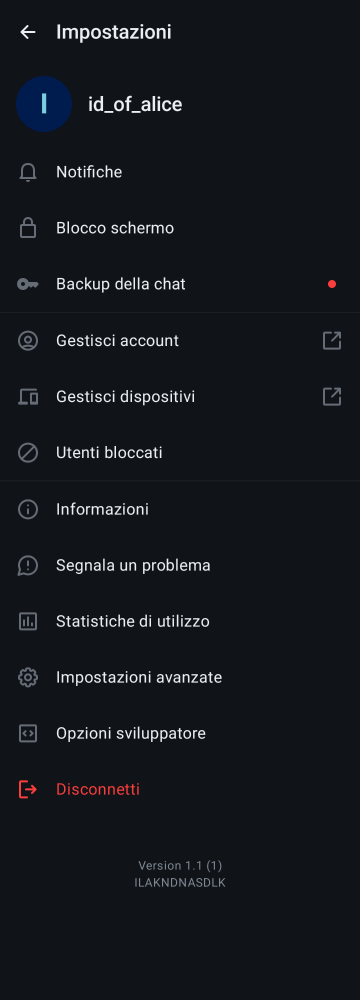 Impostazioni
I
id_of_alice
Notifiche
Blocco schermo
Backup della chat
Gestisci account
Gestisci dispositivi
Utenti bloccati
Informazioni
Segnala un problema
Statistiche di utilizzo
Impostazioni avanzate
Opzioni sviluppatore
Disconnetti
Version 1.1 (1)
ILAKNDNASDLK